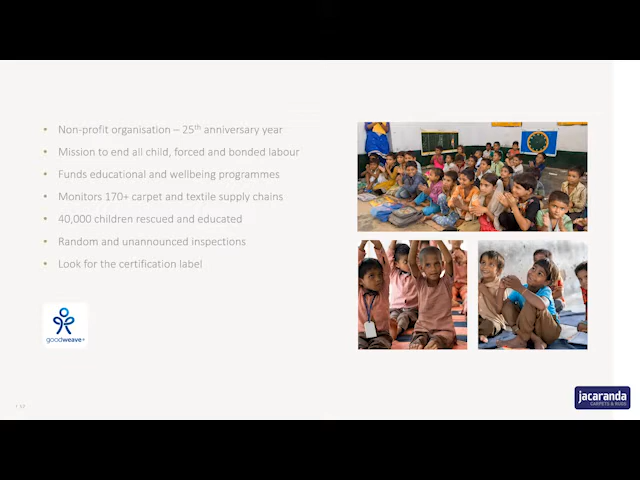 Non-profit organisation – 25th anniversary year
Mission to end all child, forced and bonded labour
Funds educational and wellbeing programmes
Monitors 170+ carpet and textile supply chains
40,000 children rescued and educated
Random and unannounced inspections
Look for the certification label
goodweave
jacaranda
CARPETS & RUGS